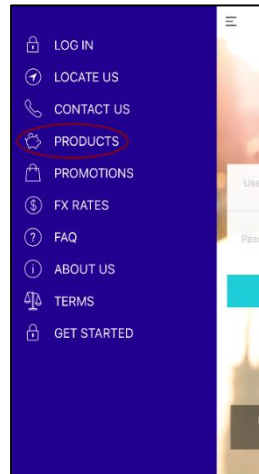 LOG IN
LOCATE US
CONTACT US
PRODUCTS
PROMOTIONS
FX RATES
FAQ
ABOUT US
TERMS
GET STARTED